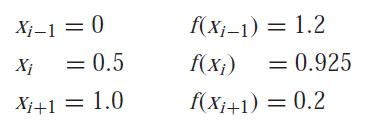 xᵢ₋₁ = 0 f(xᵢ₋₁) = 1.2
xᵢ = 0.5 f(xᵢ) = 0.925
xᵢ₊₁ = 1.0 f(xᵢ₊₁) = 0.2